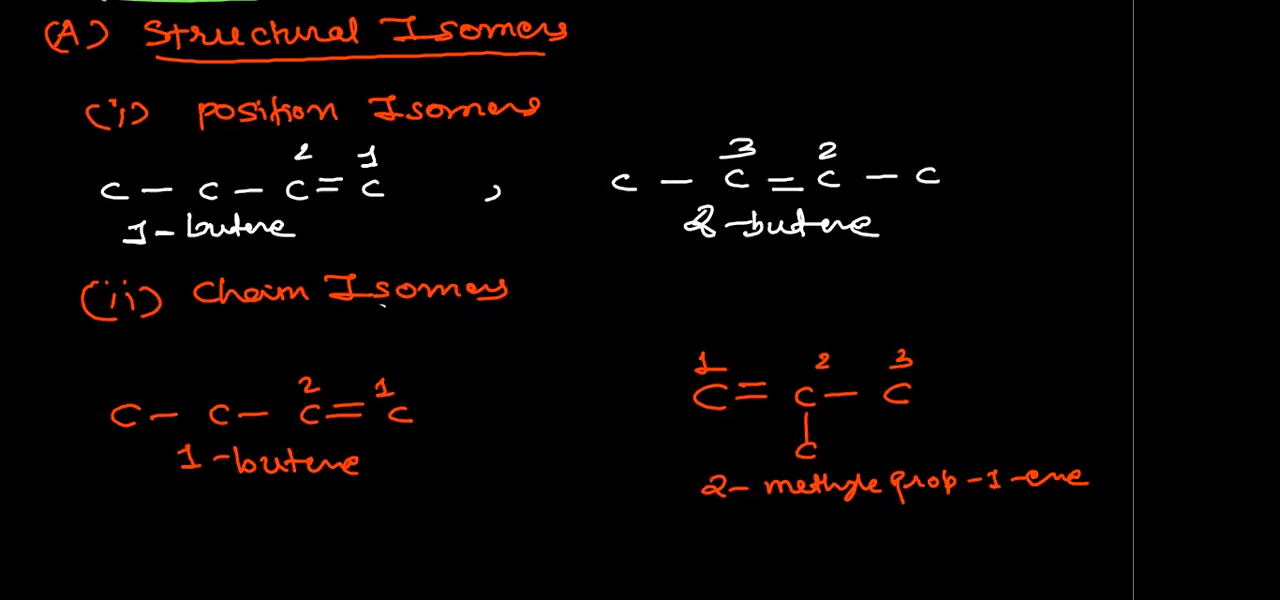 (A) Structural Isomers
(i) position Isomers
2 1 3 2
C - C - C = C , C - C = C - C
1-butene 2-butene
(ii) Chain Isomers
1 2 3
2 1 C = C - C
C - C - C = C
C
1-butene
2-methyle prop-1-ene